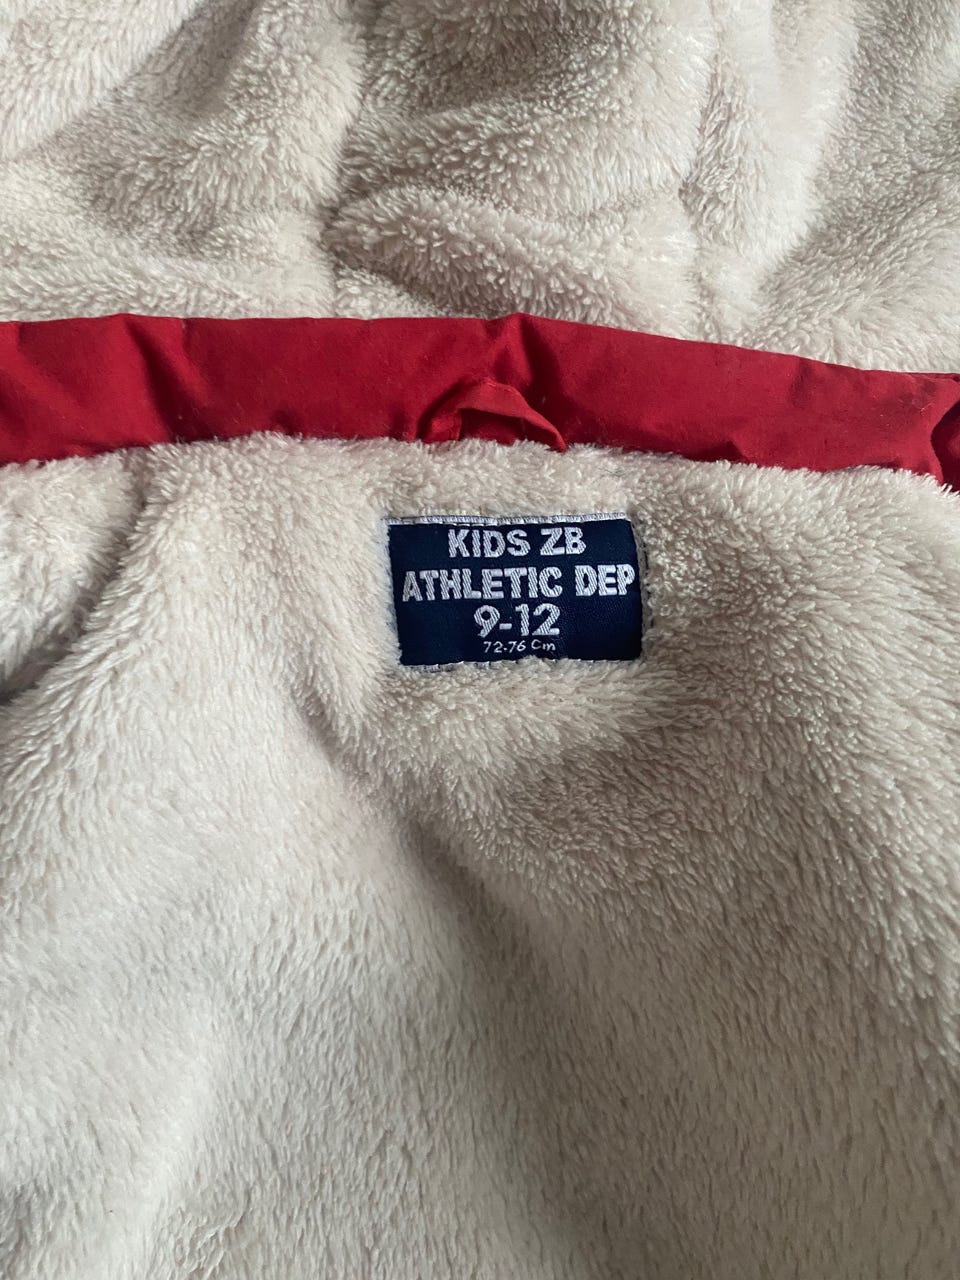 KIDS ZB
ATHLETIC DEP
9-12
72-76 Cm